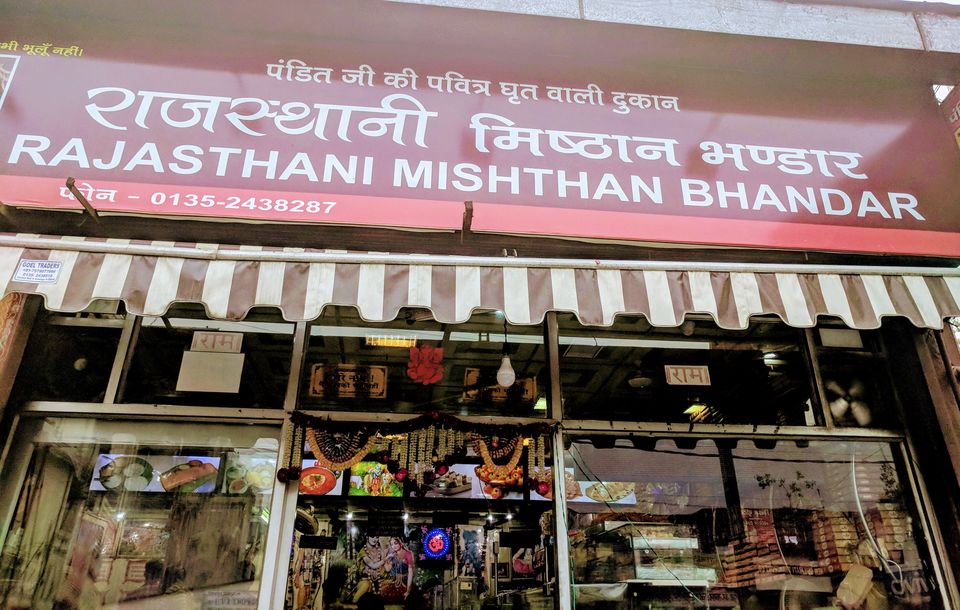 भी भूलूँ नहीं।
पंडित जी की पवित्र घृत वाली दुकान
राजस्थानी मिष्ठान भण्डार
RAJASTHANI MISHTHAN BHANDAR
फोन - 0135-2438287
GOEL TRADERS
राम
राम